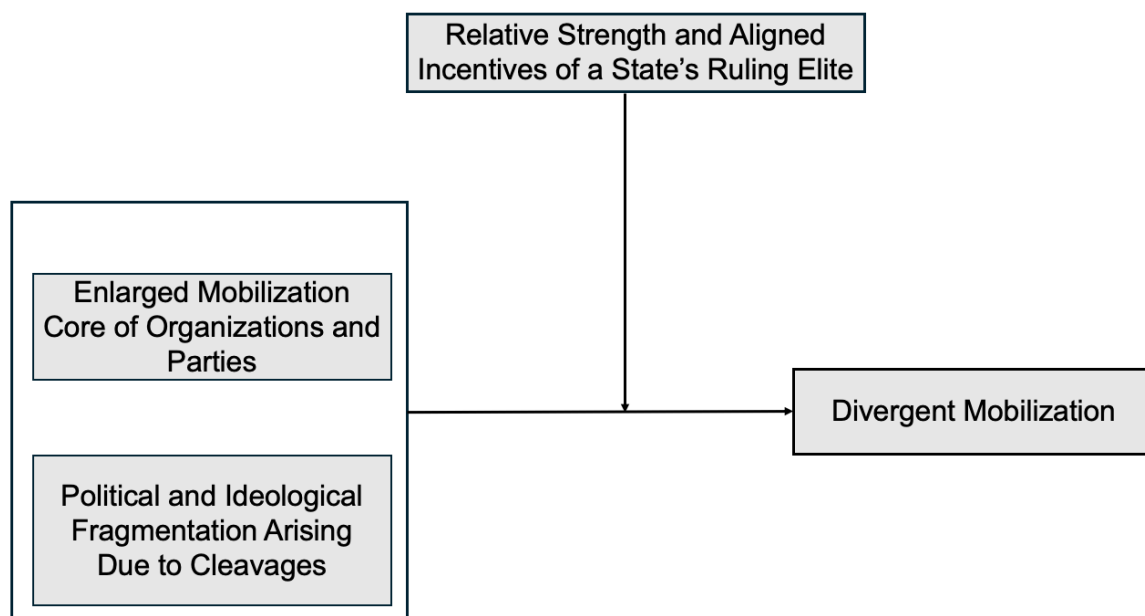 Relative Strength and Aligned
Incentives of a State's Ruling Elite
Enlarged Mobilization
Core of Organizations and
Parties
Divergent Mobilization
Political and Ideological
Fragmentation Arising
Due to Cleavages